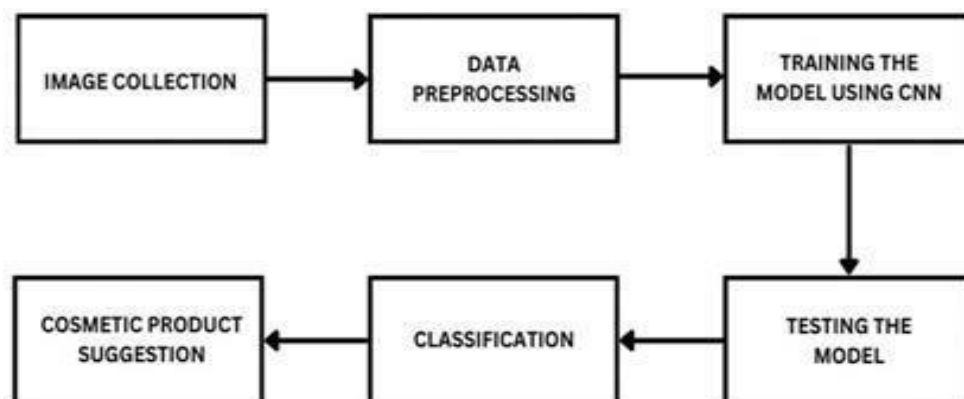 IMAGE COLLECTION
DATA
PREPROCESSING
TRAINING THE
MODEL USING CNN
TESTING THE
MODEL
CLASSIFICATION
COSMETIC PRODUCT
SUGGESTION